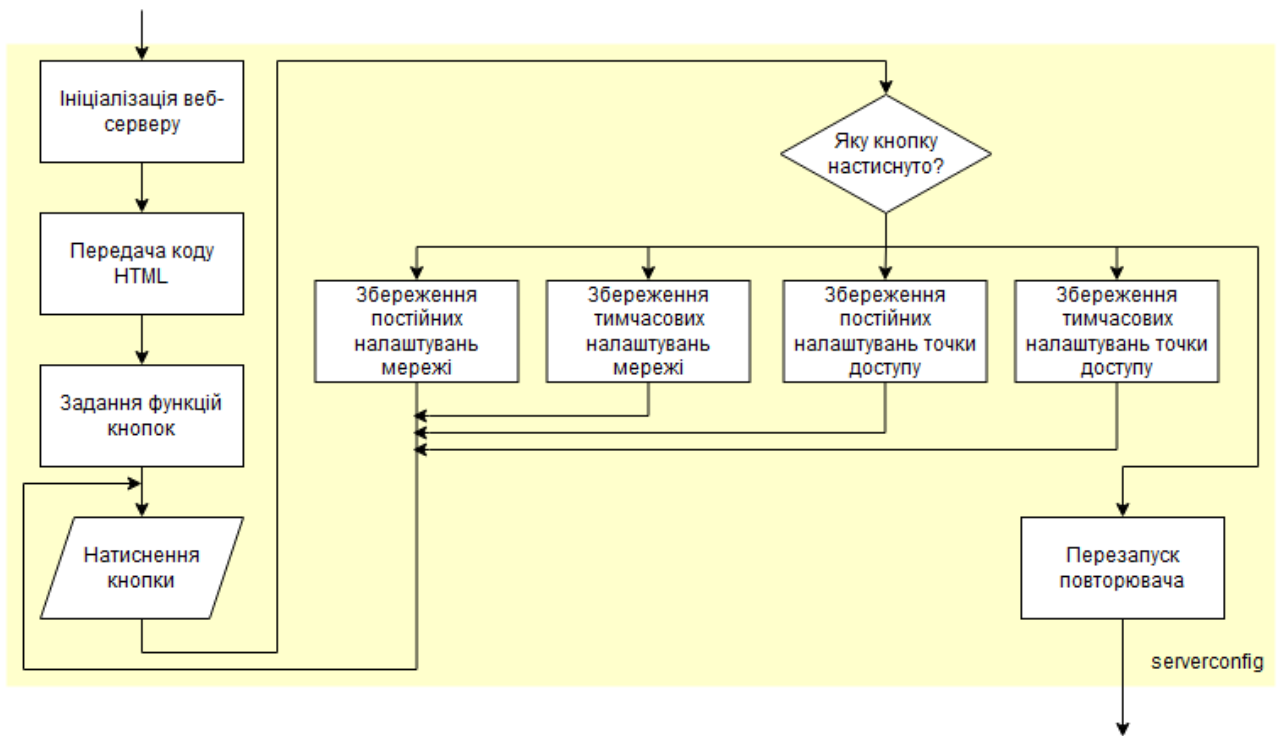 Ініціалізація веб-
серверу
Передача коду
HTML
Задання функцій
кнопок
Натиснення
кнопки
Яку кнопку
настиснуто?
Збереження
постійних
налаштувань
мережі
Збереження
тимчасових
налаштувань
мережі
Збереження
постійних
налаштувань точки
доступу
Збереження
тимчасових
налаштувань точки
доступу
Перезапуск
повторювача
serverconfig